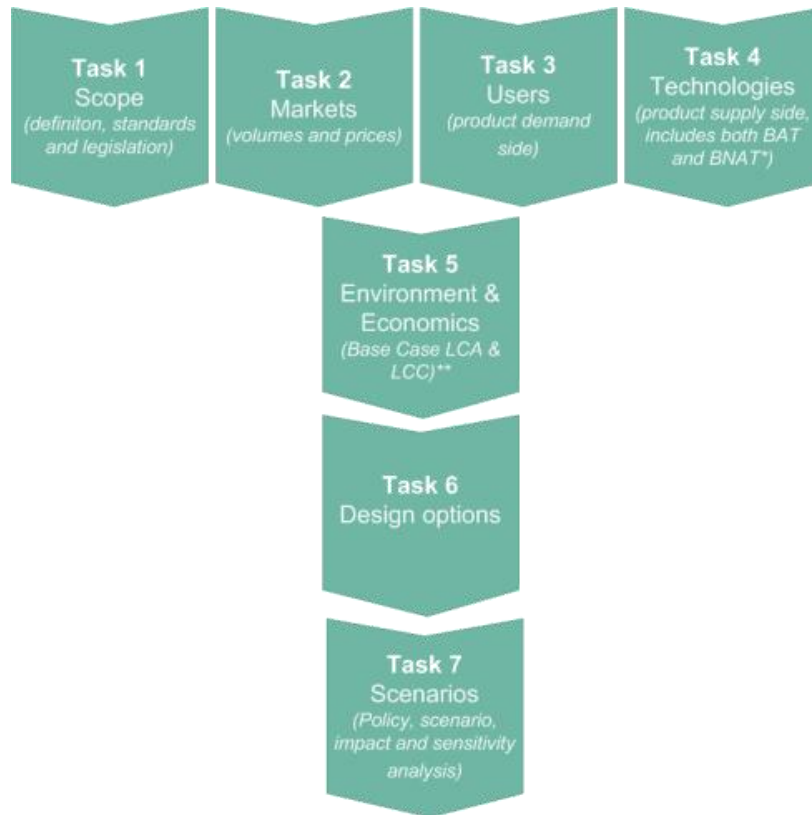 Task 1
Scope
(definiton, standards
and legislation)
Task 2
Markets
(volumes and prices)
Task 3
Users
(product demand
side)
Task 4
Technologies
(product supply side,
includes both BAT
and BNAT*)
Task 5
Environment &
Economics
(Base Case LCA &
LCC)**
Task 6
Design options
Task 7
Scenarios
(Policy, scenario,
impact and sensitivity
analysis)